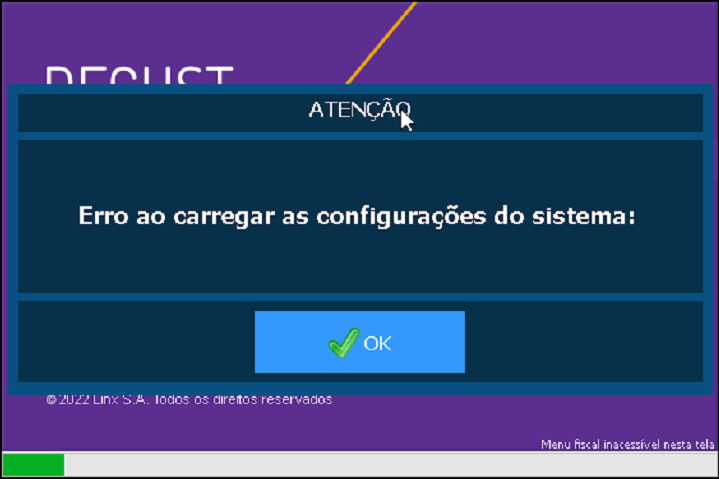 DEGUST
ATENÇÃO
Erro ao carregar as configurações do sistema:
OK
©2022 Linx S.A. Todos os direitos reservados
Menu fiscal inacessível nesta tela